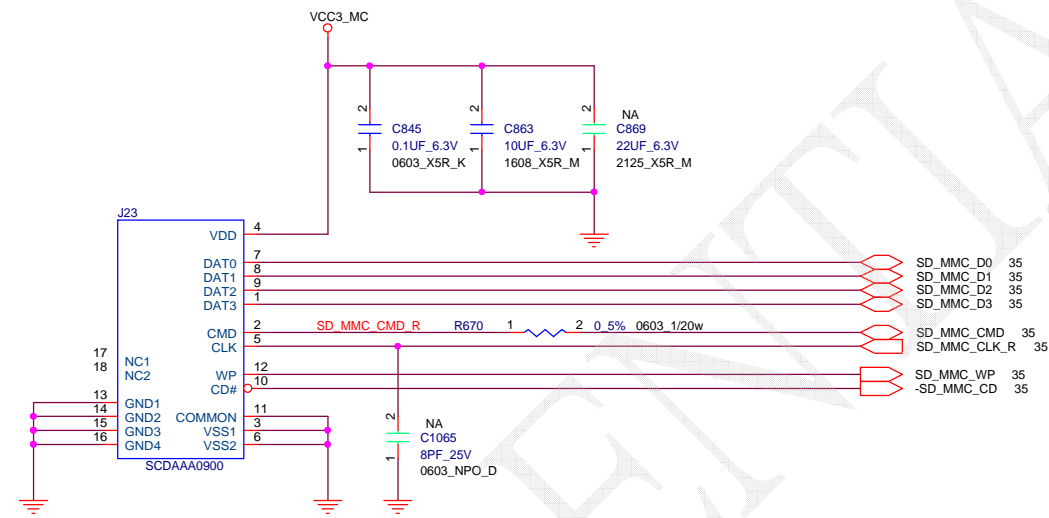 VCC3_MC
2 2 2 NA
C845 C863 C869
0.1UF_6.3V 10UF_6.3V 22UF_6.3V
1 1 1
0603_X5R_K 1608_X5R_M 2125_X5R_M
J23
VDD 4
DAT0 7 SD_MMC_D0 35
DAT1 8 SD_MMC_D1 35
DAT2 9 SD_MMC_D2 35
DAT3 1 SD_MMC_D3 35
CMD 2 SD_MMC_CMD_R R670 1 2 0_5% 0603_1/20w SD_MMC_CMD 35
CLK 5 SD_MMC_CLK_R 35
17 NC1
18 NC2
WP 12 SD_MMC_WP 35
CD# 10 -SD_MMC_CD 35
13 GND1
14 GND2 COMMON 11
15 GND3 VSS1 3
16 GND4 VSS2 6
SCDAAA0900
2 NA
C1065
1 8PF_25V
0603_NPO_D
ENTIA